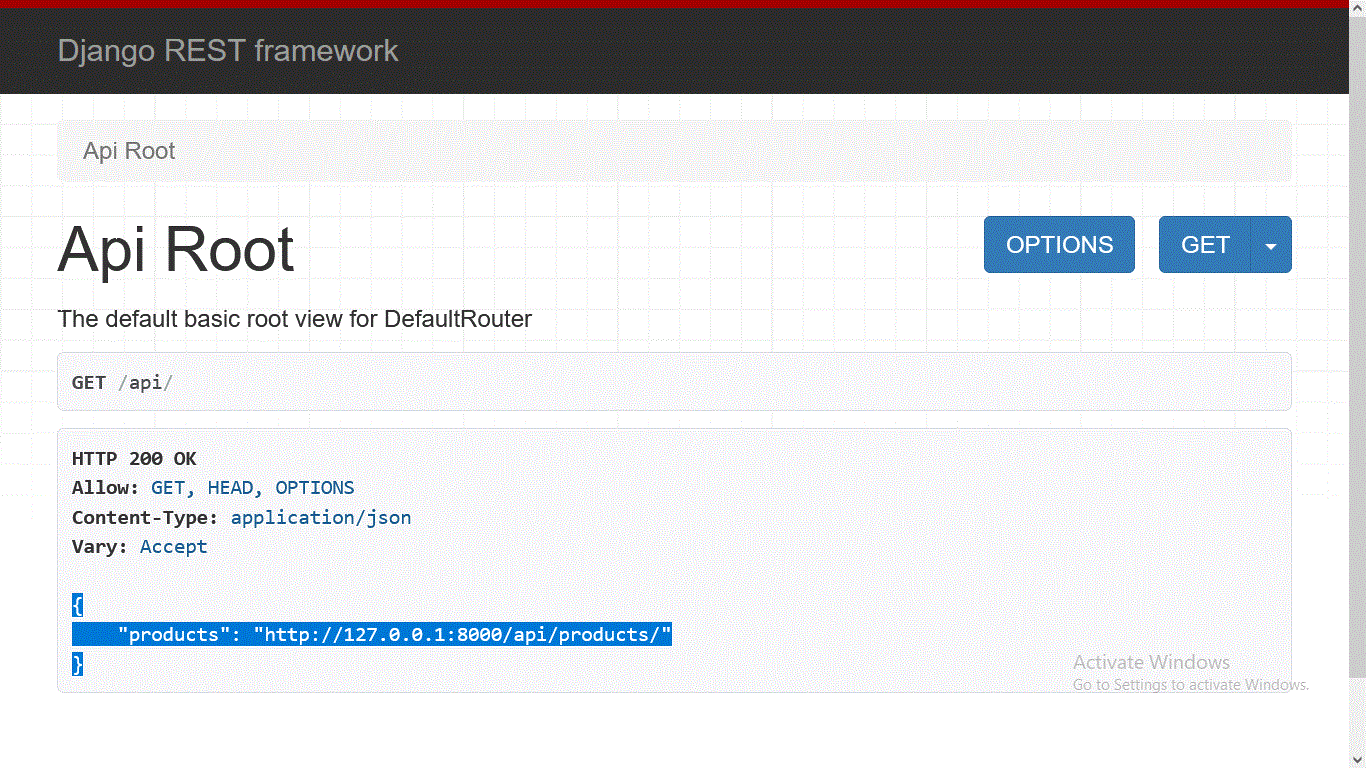 Django REST framework
Api Root
Api Root
OPTIONS
GET
The default basic root view for DefaultRouter
GET /api/
HTTP 200 OK
Allow: GET, HEAD, OPTIONS
Content-Type: application/json
Vary: Accept
{
    "products": "http://127.0.0.1:8000/api/products/"
}
Activate Windows
Go to Settings to activate Windows.